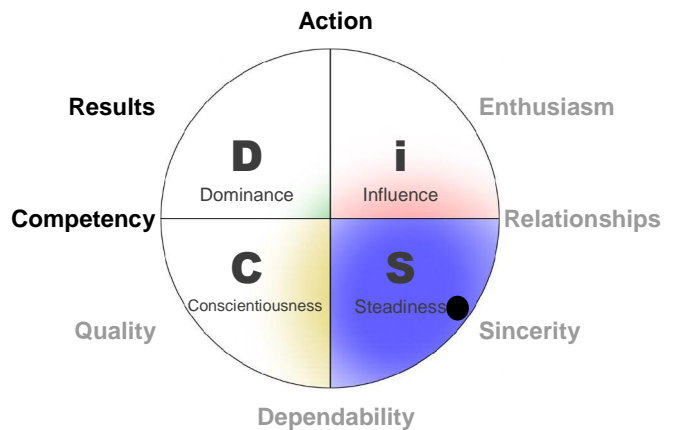 Action
Results
Enthusiasm
D
i
Dominance
Influence
Competency
Relationships
C
S
Conscientiousness
Steadiness
Quality
Sincerity
Dependability